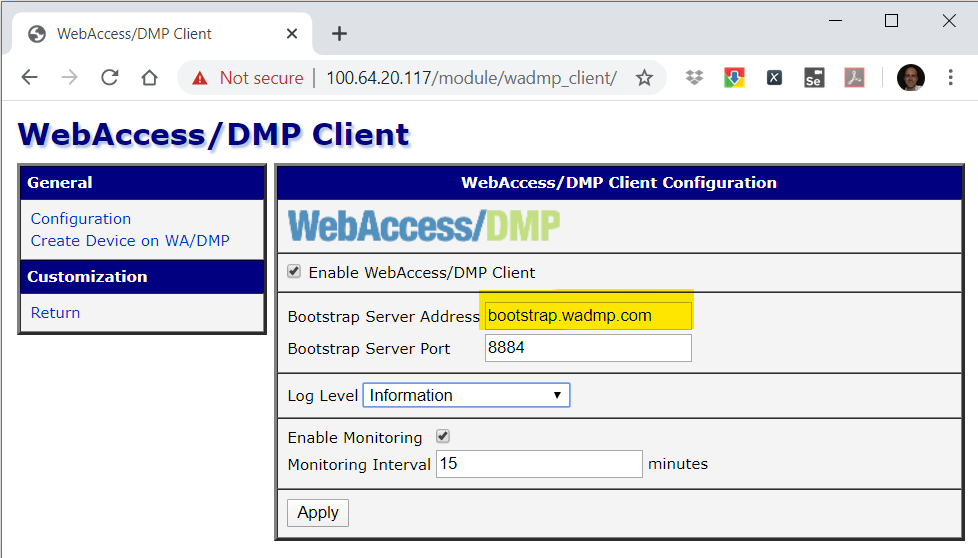 WebAccess/DMP Client
Not secure | 100.64.20.117/module/wadmp_client/
Se
WebAccess/DMP Client
General
Configuration
Create Device on WA/DMP
Customization
Return
WebAccess/DMP Client Configuration
WebAccess/DMP
Enable WebAccess/DMP Client
Bootstrap Server Address bootstrap.wadmp.com
Bootstrap Server Port 8884
Log Level Information
Enable Monitoring
Monitoring Interval 15 minutes
Apply